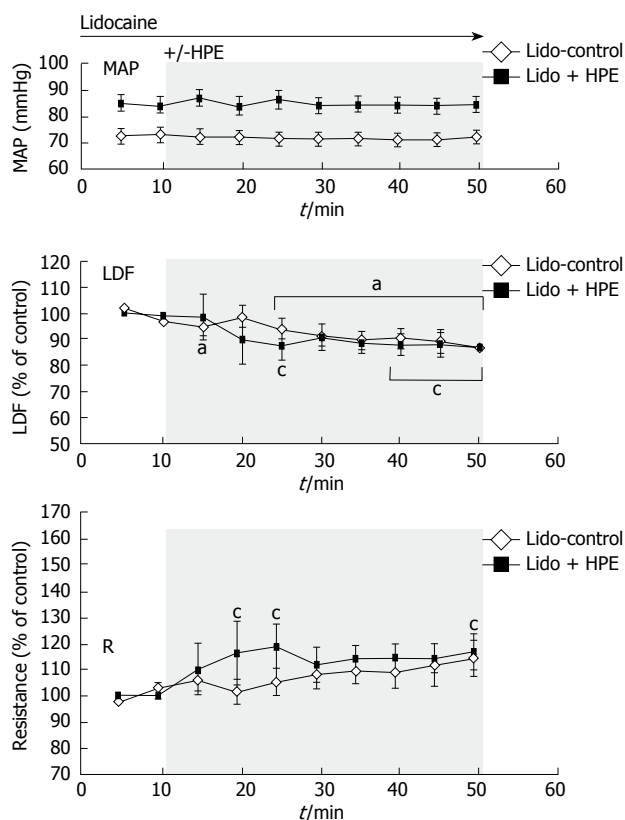 Lidocaine
+/-HPE
MAP
Lido-control
Lido + HPE
MAP (mmHg)
100
90
80
70
60
0 10 20 30 40 50 60
t/min
LDF
Lido-control
Lido + HPE
LDF (% of control)
120
110
100
90
80
70
60
50
a
a
c
c
0 10 20 30 40 50 60
t/min
R
Lido-control
Lido + HPE
Resistance (% of control)
170
160
150
140
130
120
110
100
90
80
70
c c c
0 10 20 30 40 50 60
t/min